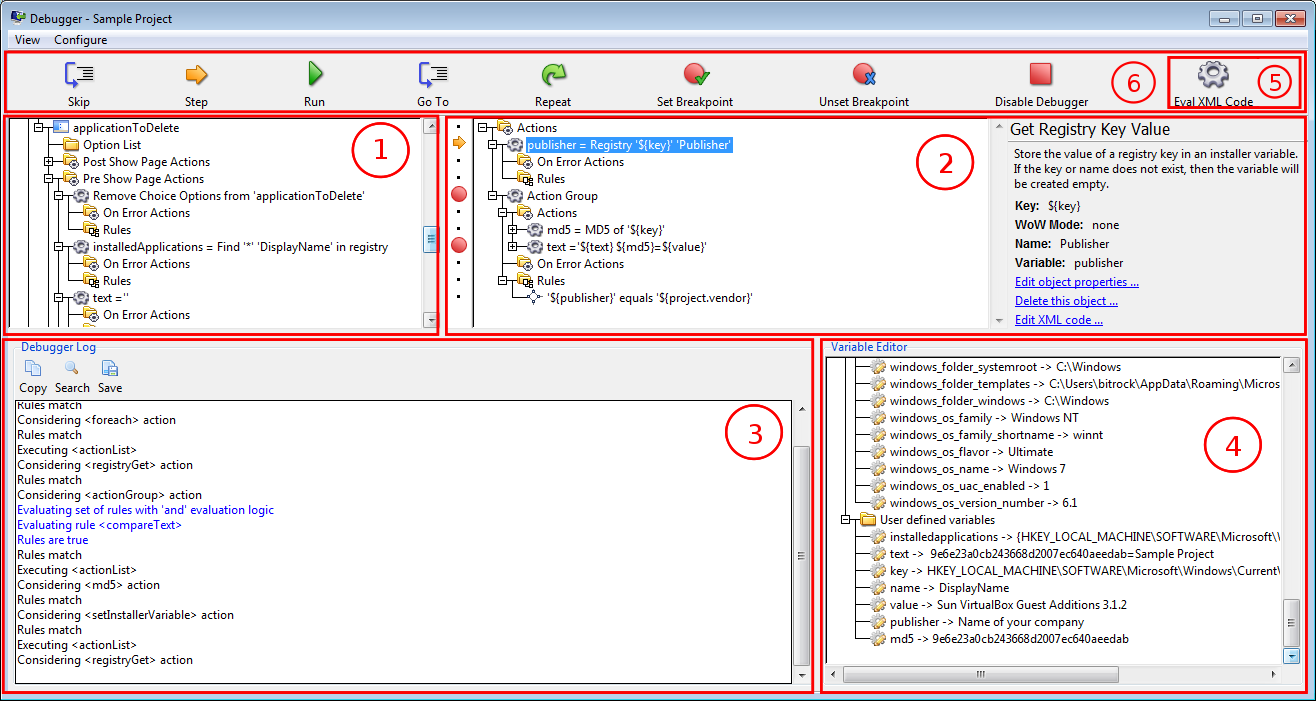 Debugger - Sample Project
View Configure
Skip Step Run Go To Repeat Set Breakpoint Unset Breakpoint Disable Debugger 6 Eval XML Code 5
1
applicationToDelete
Option List
Post Show Page Actions
Pre Show Page Actions
Remove Choice Options from 'applicationToDelete'
On Error Actions
Rules
installedApplications = Find '*' 'DisplayName' in registry
On Error Actions
Rules
text =''
On Error Actions
2
Actions
publisher = Registry '${key}' 'Publisher'
On Error Actions
Rules
Action Group
Actions
md5 = MD5 of '${key}'
text ='${text} ${md5}=${value}'
On Error Actions
Rules
'${publisher}' equals '${project.vendor}'
Get Registry Key Value
Store the value of a registry key in an installer variable.
If the key or name does not exist, then the variable will
be created empty.
Key: ${key}
WoW Mode: none
Name: Publisher
Variable: publisher
Edit object properties ...
Delete this object ...
Edit XML code ...
Debugger Log
Copy Search Save
3
Rules match
Considering <foreach> action
Rules match
Executing <actionList>
Considering <registryGet> action
Rules match
Considering <actionGroup> action
Evaluating set of rules with 'and' evaluation logic
Evaluating rule <compareText>
Rules are true
Rules match
Executing <actionList>
Considering <md5> action
Rules match
Considering <setInstallerVariable> action
Rules match
Executing <actionList>
Considering <registryGet> action
Variable Editor
4
windows_folder_systemroot -> C:\Windows
windows_folder_templates -> C:\Users\bitrock\AppData\Roaming\Micros
windows_folder_windows -> C:\Windows
windows_os_family -> Windows NT
windows_os_family_shortname -> winnt
windows_os_flavor -> Ultimate
windows_os_name -> Windows 7
windows_os_uac_enabled -> 1
windows_os_version_number -> 6.1
User defined variables
installedapplications -> {HKEY_LOCAL_MACHINE\SOFTWARE\Microsoft\\
text -> 9e6e23a0cb243668d2007ec640aeedab=Sample Project
key -> HKEY_LOCAL_MACHINE\SOFTWARE\Microsoft\Windows\Current\
name -> DisplayName
value -> Sun VirtualBox Guest Additions 3.1.2
publisher -> Name of your company
md5 -> 9e6e23a0cb243668d2007ec640aeedab